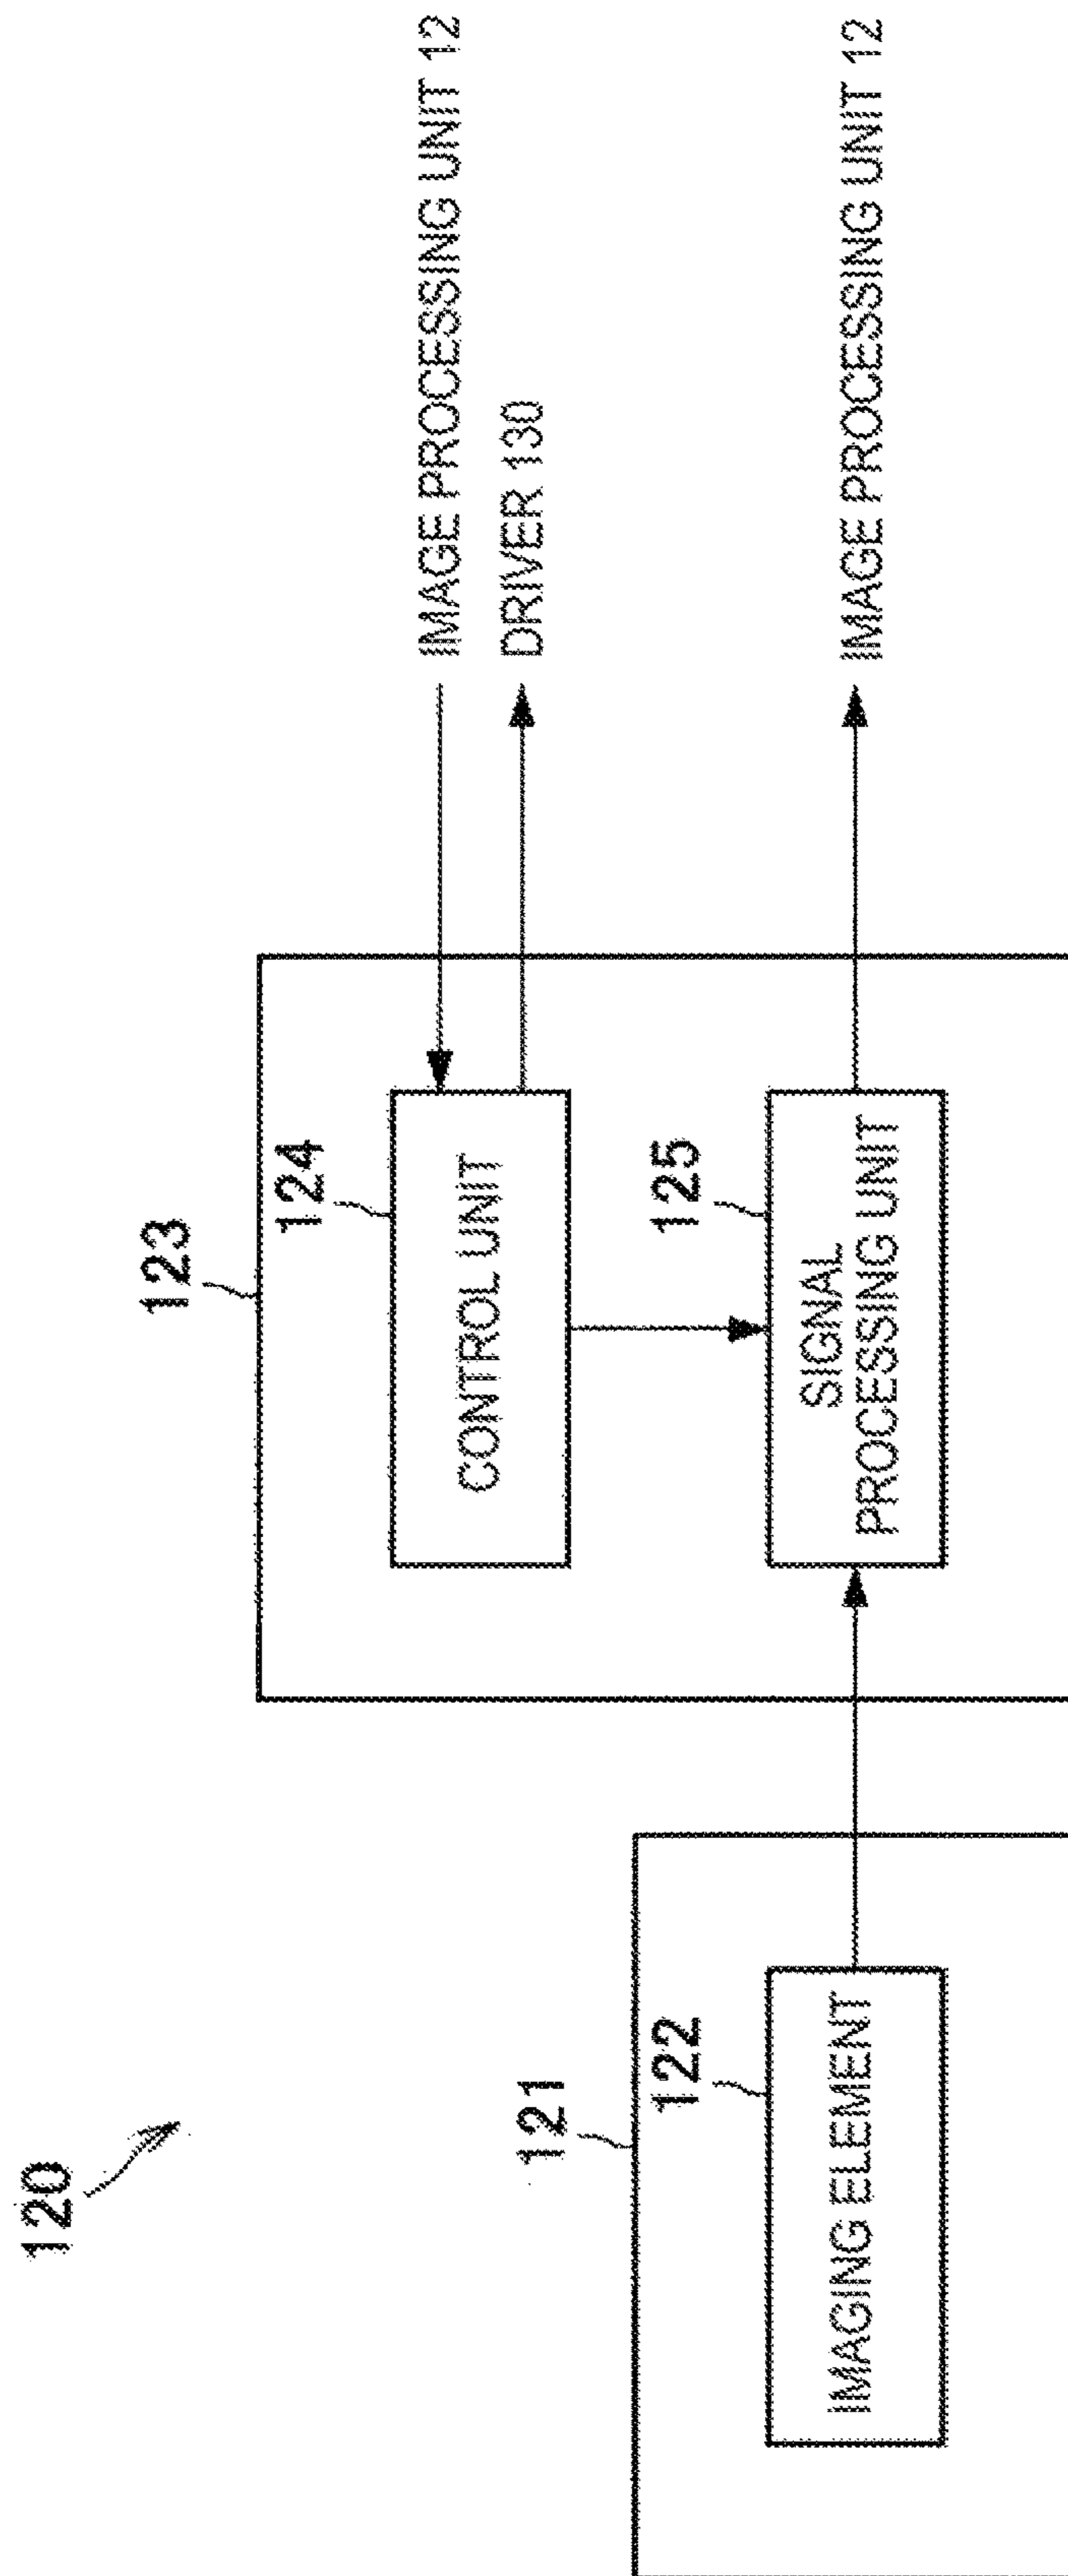 120
123
IMAGE PROCESSING UNIT 12
124
CONTROL UNIT
DRIVER 130
121
122
IMAGING ELEMENT
125
SIGNAL
PROCESSING UNIT
IMAGE PROCESSING UNIT 12